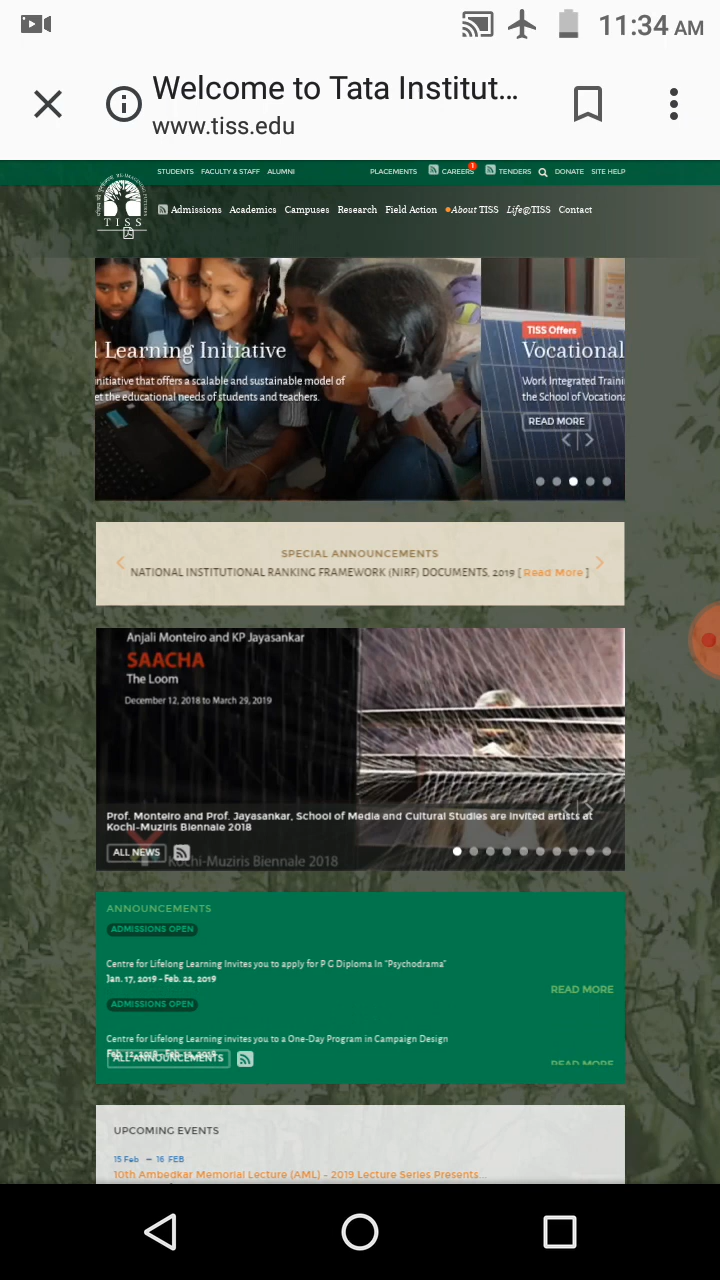 11:34 AM
Welcome to Tata Institut...
www.tiss.edu
STUDENTS FACULTY & STAFF ALUMNI PLACEMENTS CAREERS 1 TENDERS DONATE SITE HELP
TISS
Admissions Academics Campuses Research Field Action About TISS Life@TISS Contact
l Learning Initiative
nitiative that offers a scalable and sustainable model of
et the educational needs of students and teachers.
TISS Offers
Vocational
Work Integrated Traini
the School of Vocationa
READ MORE
SPECIAL ANNOUNCEMENTS
NATIONAL INSTITUTIONAL RANKING FRAMEWORK (NIRF) DOCUMENTS, 2019 [ Read More ]
Anjali Monteiro and KP Jayasankar
SAACHA
The Loom
December 12, 2018 to March 29, 2019
Prof. Monteiro and Prof. Jayasankar, School of Media and Cultural Studies are invited artists at
Kochi-Muziris Biennale 2018
ALL NEWS
Kochi-Muziris Biennale 2018
ANNOUNCEMENTS
ADMISSIONS OPEN
Centre for Lifelong Learning Invites you to apply for P G Diploma In "Psychodrama"
Jan. 17, 2019 - Feb. 22, 2019
READ MORE
ADMISSIONS OPEN
Centre for Lifelong Learning invites you to a One-Day Program in Campaign Design
ALL ANNOUNCEMENTS
READ MORE
UPCOMING EVENTS
15 Feb – 16 FEB
10th Ambedkar Memorial Lecture (AML) - 2019 Lecture Series Presents...